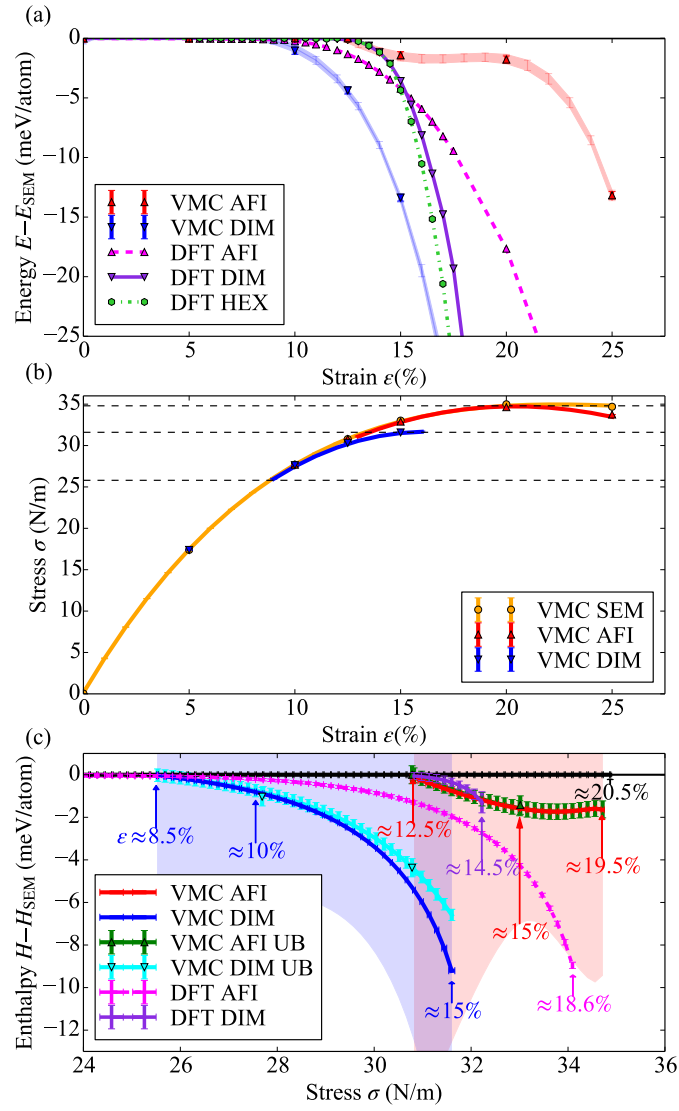 (a)
0
−5
−10
−15
−20
−25
Energy E−E_SEM (meV/atom)
VMC AFI
VMC DIM
DFT AFI
DFT DIM
DFT HEX
0 5 10 15 20 25
Strain ε(%)
(b)
35
30
25
20
15
10
5
0
Stress σ (N/m)
VMC SEM
VMC AFI
VMC DIM
0 5 10 15 20 25
Strain ε(%)
(c)
0
−2
−4
−6
−8
−10
−12
Enthalpy H−H_SEM (meV/atom)
ε ≈8.5%
≈10%
≈12.5%
≈14.5%
≈20.5%
≈19.5%
≈15%
≈18.6%
≈15%
VMC AFI
VMC DIM
VMC AFI UB
VMC DIM UB
DFT AFI
DFT DIM
24 26 28 30 32 34 36
Stress σ (N/m)